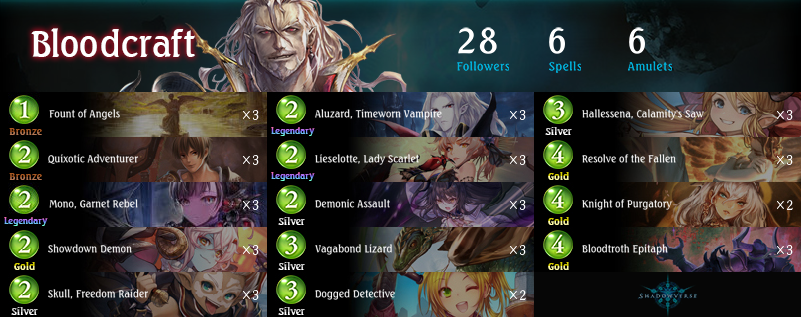 Bloodcraft
28
Followers
6
Spells
6
Amulets
1
Bronze
Fount of Angels
×3
2
Bronze
Quixotic Adventurer
×3
2
Legendary
Mono, Garnet Rebel
×3
2
Gold
Showdown Demon
×3
2
Silver
Skull, Freedom Raider
×3
2
Legendary
Aluzard, Timeworn Vampire
×3
2
Legendary
Lieselotte, Lady Scarlet
×3
2
Silver
Demonic Assault
×3
3
Silver
Vagabond Lizard
×3
3
Silver
Dogged Detective
×2
3
Silver
Hallessena, Calamity's Saw
×3
4
Gold
Resolve of the Fallen
×3
4
Gold
Knight of Purgatory
×2
4
Gold
Bloodtroth Epitaph
×3
SHADOWVERSE